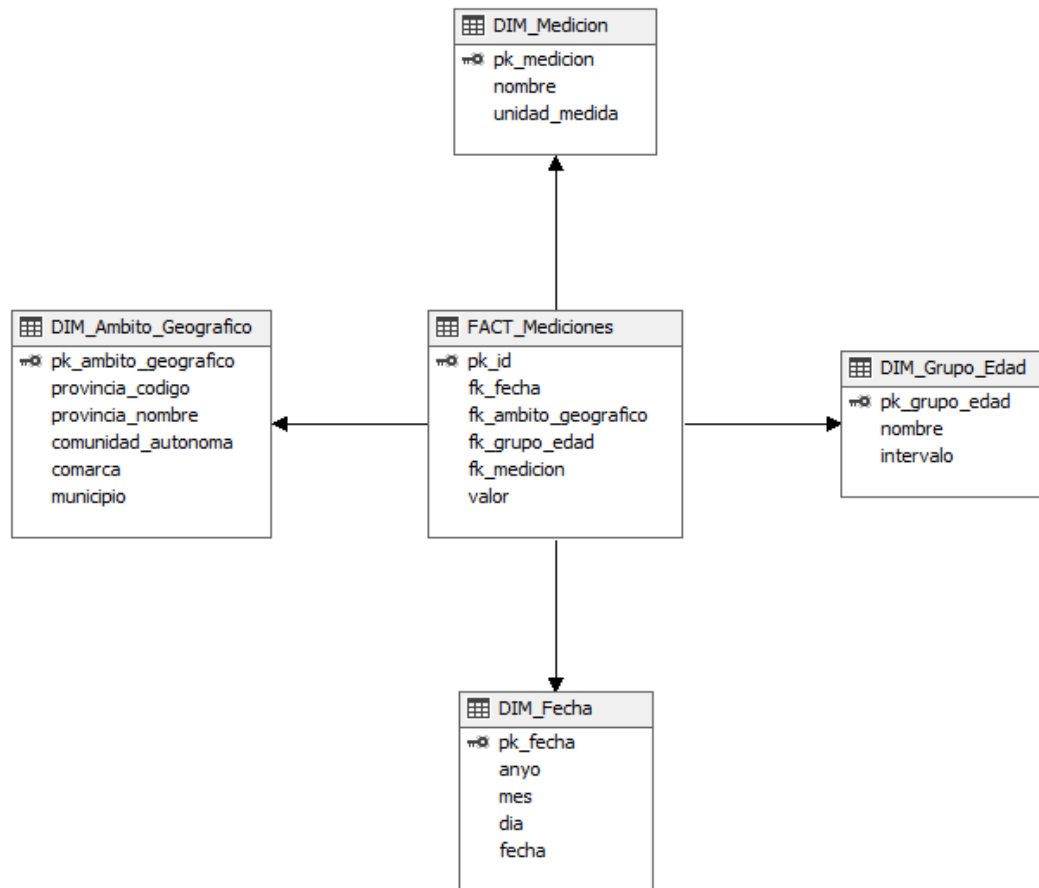 DIM_Medicion
pk_medicion
nombre
unidad_medida
DIM_Ambito_Geografico
pk_ambito_geografico
provincia_codigo
provincia_nombre
comunidad_autonoma
comarca
municipio
FACT_Mediciones
pk_id
fk_fecha
fk_ambito_geografico
fk_grupo_edad
fk_medicion
valor
DIM_Grupo_Edad
pk_grupo_edad
nombre
intervalo
DIM_Fecha
pk_fecha
anyo
mes
dia
fecha